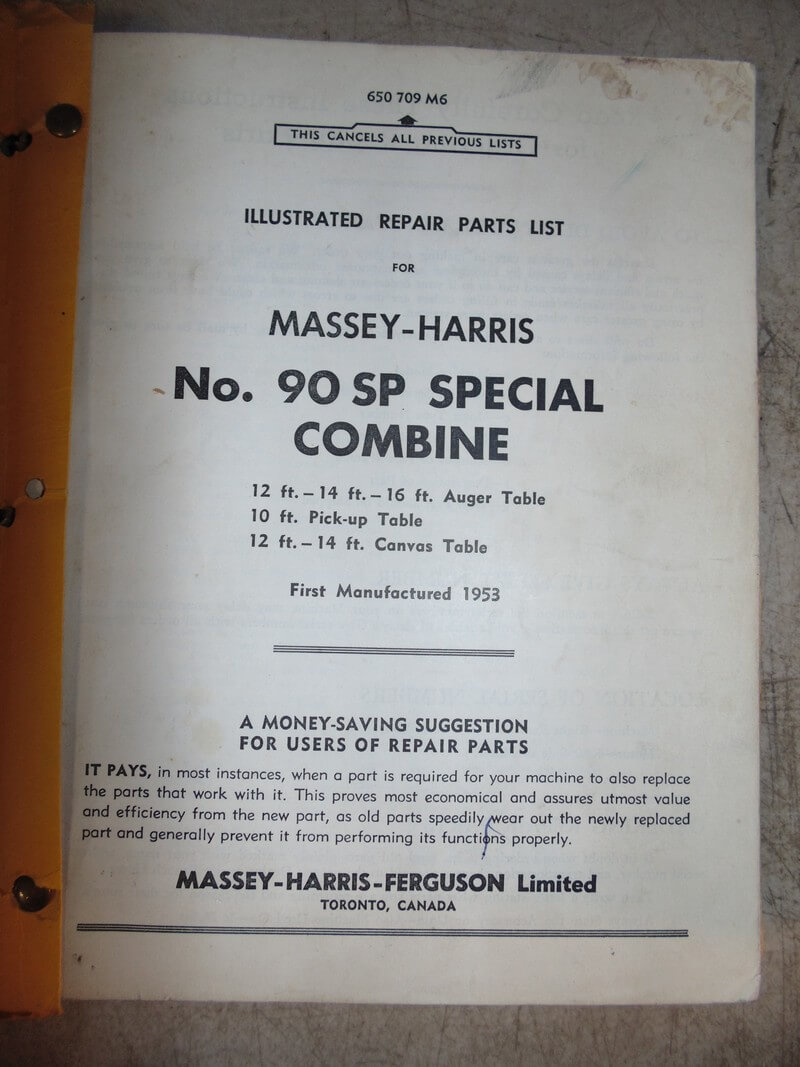 650 709 M6
THIS CANCELS ALL PREVIOUS LISTS
ILLUSTRATED REPAIR PARTS LIST
FOR
MASSEY-HARRIS
No. 90 SP SPECIAL
COMBINE
12 ft. – 14 ft. – 16 ft. Auger Table
10 ft. Pick-up Table
12 ft. – 14 ft. Canvas Table
First Manufactured 1953
A MONEY-SAVING SUGGESTION
FOR USERS OF REPAIR PARTS
IT PAYS, in most instances, when a part is required for your machine to also replace
the parts that work with it. This proves most economical and assures utmost value
and efficiency from the new part, as old parts speedily wear out the newly replaced
part and generally prevent it from performing its functions properly.
MASSEY-HARRIS-FERGUSON Limited
TORONTO, CANADA